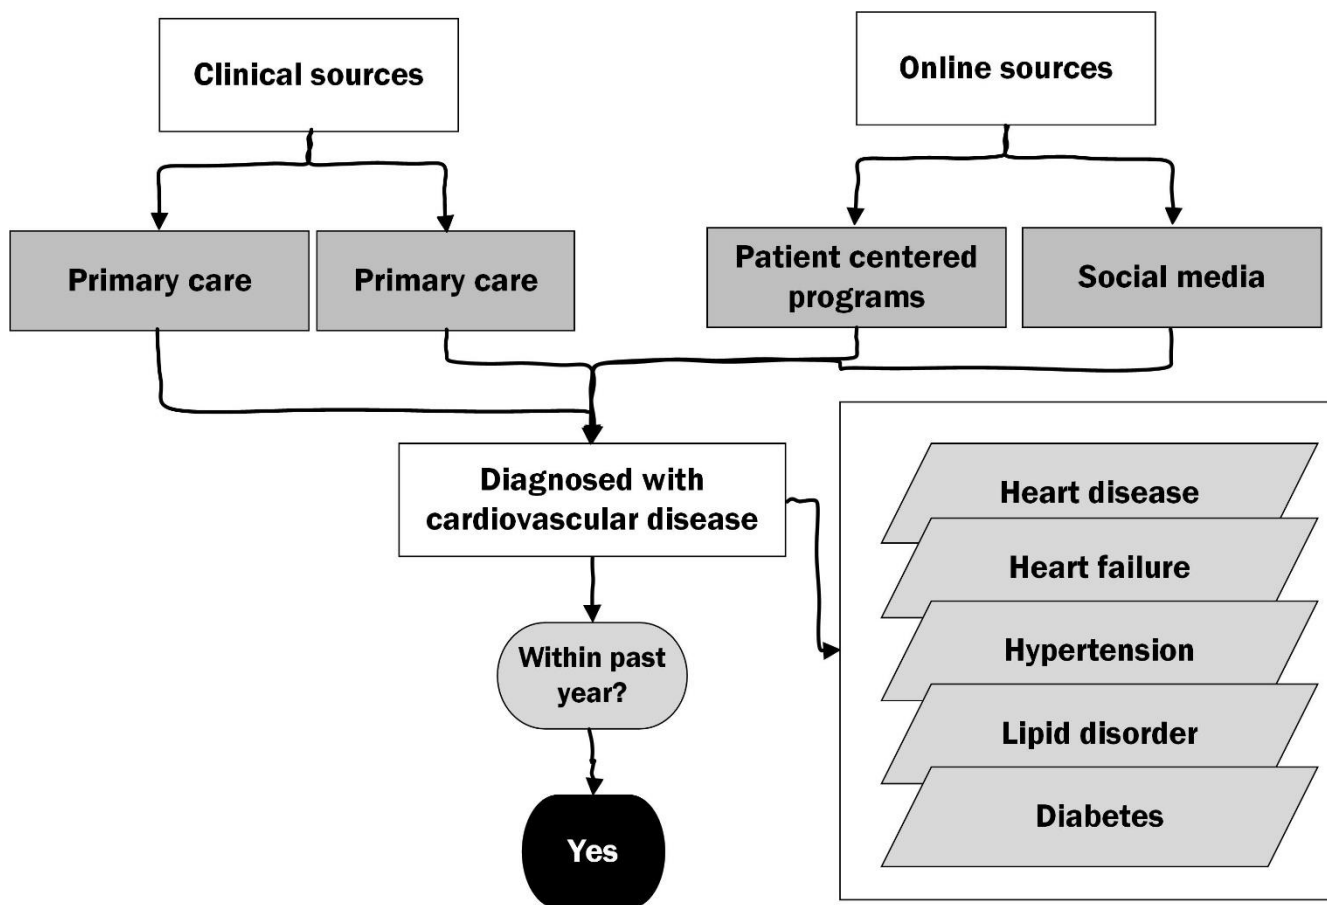 Clinical sources
Online sources
Primary care
Primary care
Patient centered
programs
Social media
Diagnosed with
cardiovascular disease
Heart disease
Heart failure
Hypertension
Lipid disorder
Diabetes
Within past
year?
Yes